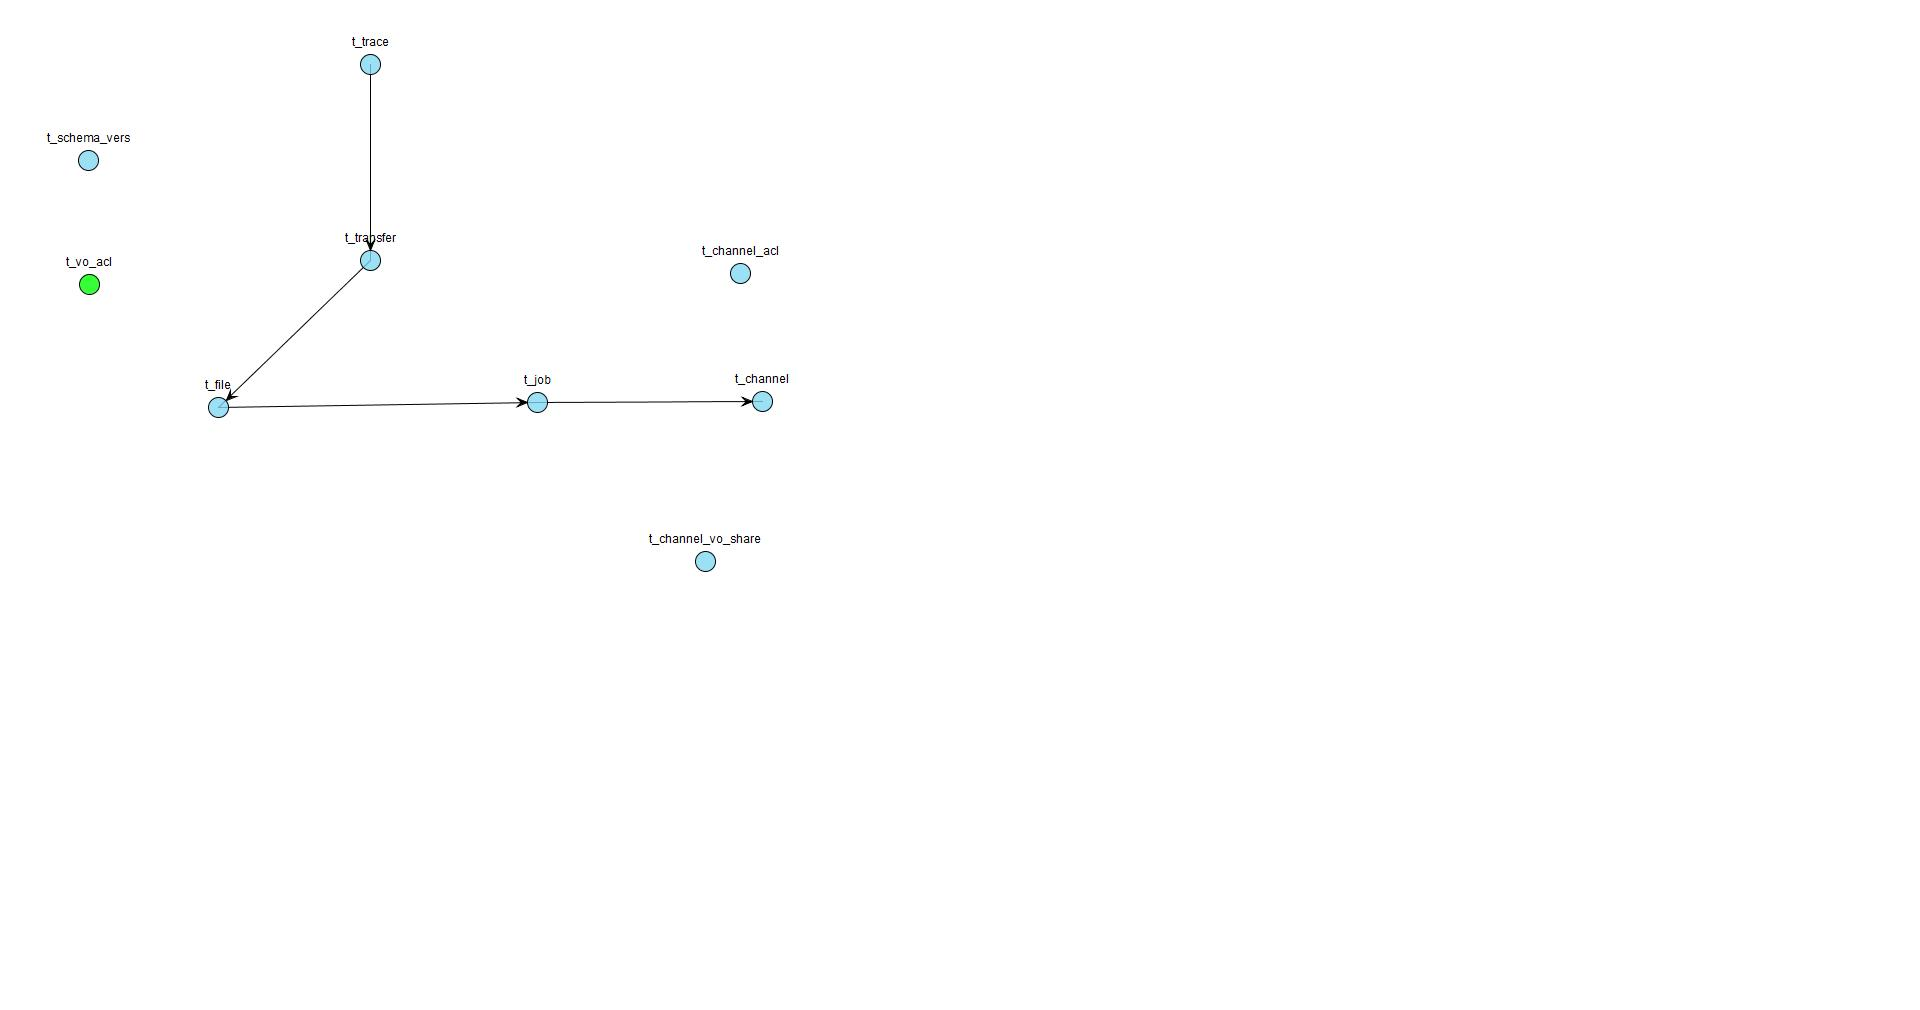 t_trace
t_schema_vers
t_transfer
t_channel_acl
t_vo_acl
t_file
t_job
t_channel
t_channel_vo_share